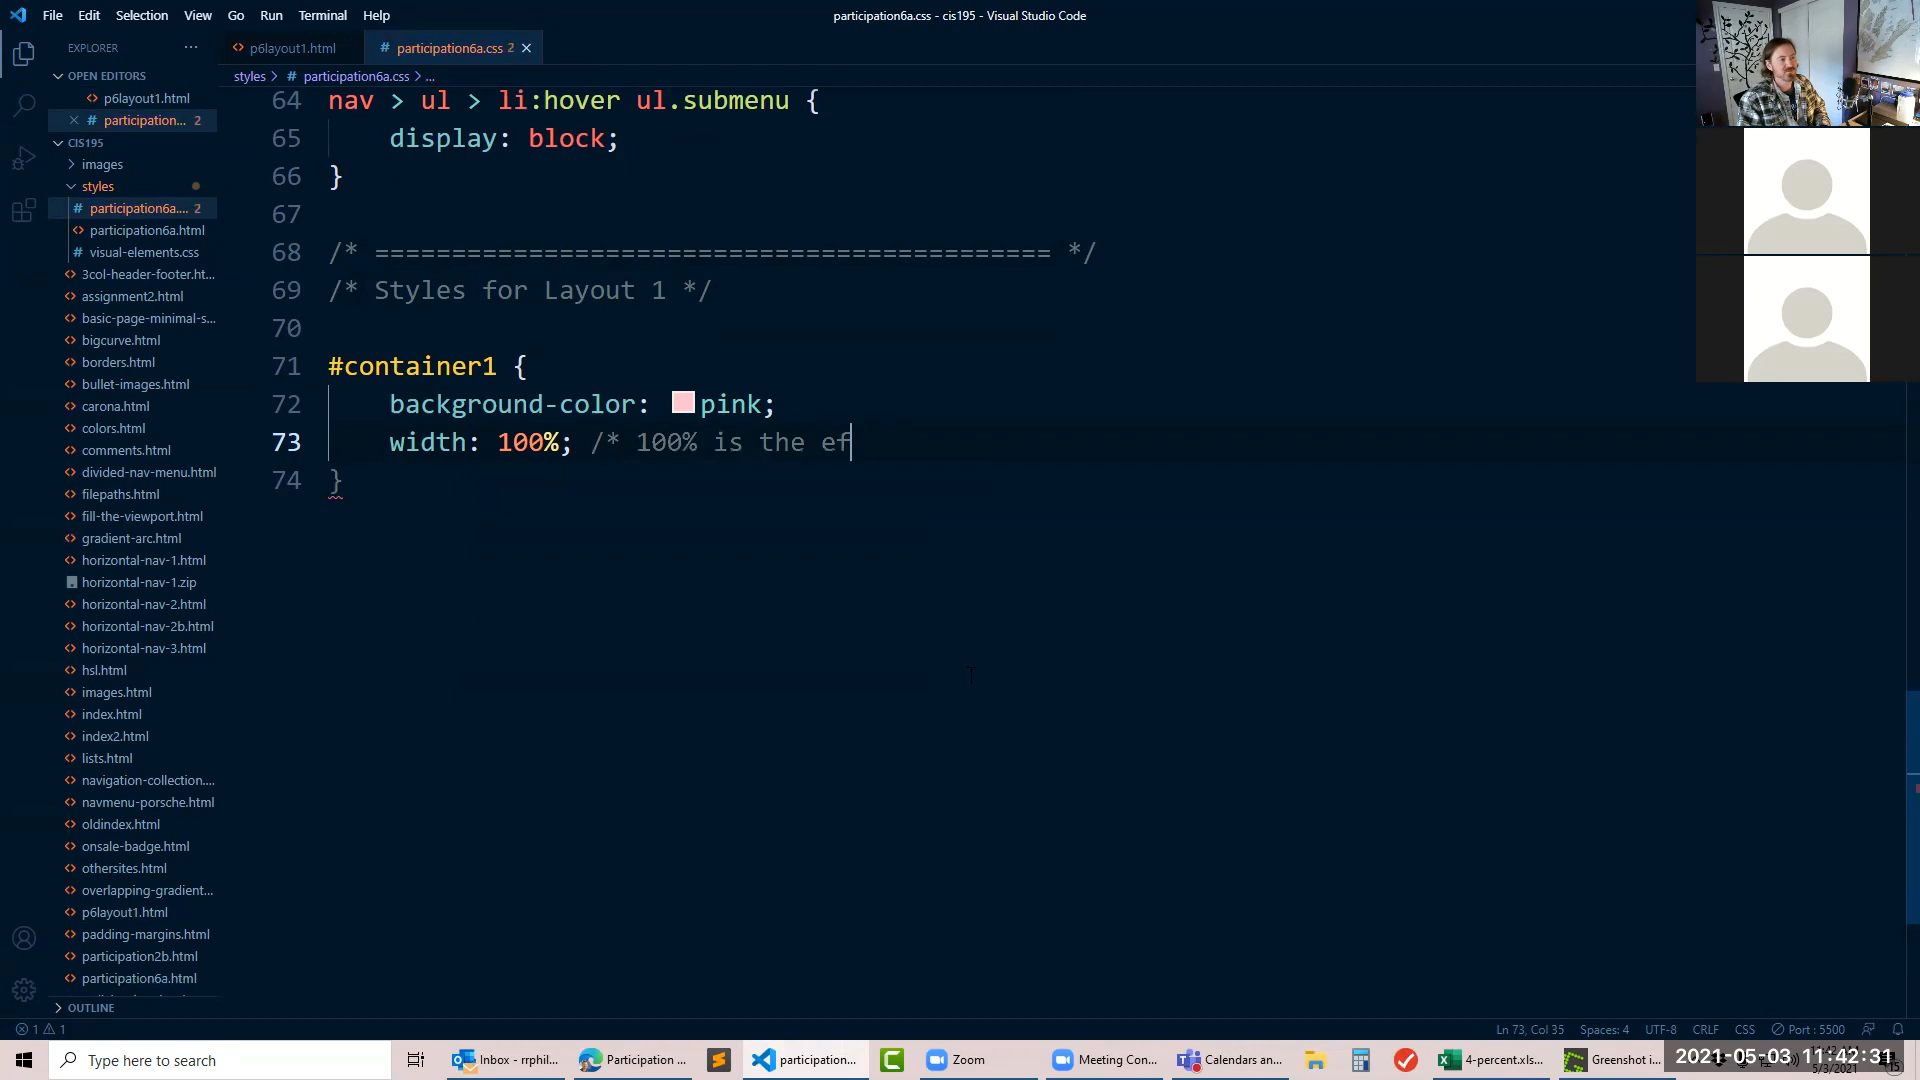 File Edit Selection View Go Run Terminal Help
participation6a.css - cis195 - Visual Studio Code
EXPLORER ...
OPEN EDITORS
p6layout1.html
participation... 2
CIS195
images
styles
participation6a.... 2
participation6a.html
visual-elements.css
3col-header-footer.ht...
assignment2.html
basic-page-minimal-s...
bigcurve.html
borders.html
bullet-images.html
carona.html
colors.html
comments.html
divided-nav-menu.html
filepaths.html
fill-the-viewport.html
gradient-arc.html
horizontal-nav-1.html
horizontal-nav-1.zip
horizontal-nav-2.html
horizontal-nav-2b.html
horizontal-nav-3.html
hsl.html
images.html
index.html
index2.html
lists.html
navigation-collection....
navmenu-porsche.html
oldindex.html
onsale-badge.html
othersites.html
overlapping-gradient...
p6layout1.html
padding-margins.html
participation2b.html
participation6a.html
OUTLINE
p6layout1.html
# participation6a.css 2
styles > # participation6a.css > ...
64 nav > ul > li:hover ul.submenu {
65 display: block;
66 }
67
68 /* ============================================ */
69 /* Styles for Layout 1 */
70
71 #container1 {
72 background-color: pink;
73 width: 100%; /* 100% is the ef
74 }
1 1
Ln 73, Col 35 Spaces: 4 UTF-8 CRLF CSS Port : 5500
Type here to search
Inbox - rrphil...
Participation ...
participation...
Zoom
Meeting Con...
Calendars an...
4-percent.xls...
Greenshot i...
2021-05-03 11:42:31
5/3/2021